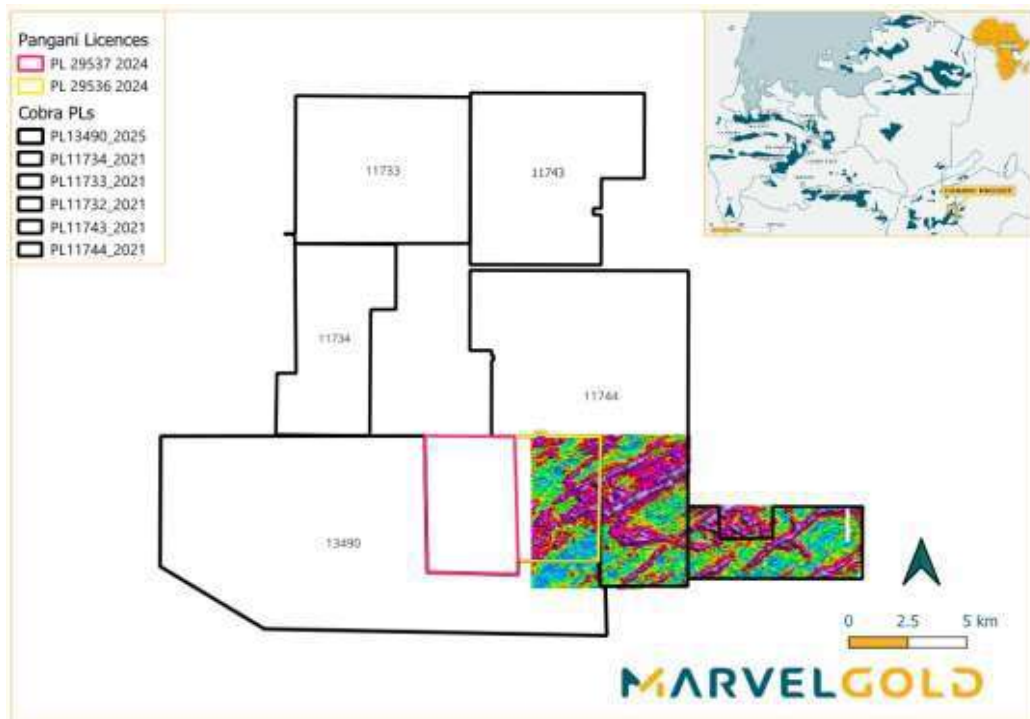 Pangani Licences
PL 29537 2024
PL 29536 2024
Cobra PLs
PL13490_2025
PL11734_2021
PL11733_2021
PL11732_2021
PL11743_2021
PL11744_2021
11733
11743
11734
11744
13490
0 2.5 5 km
MARVELGOLD